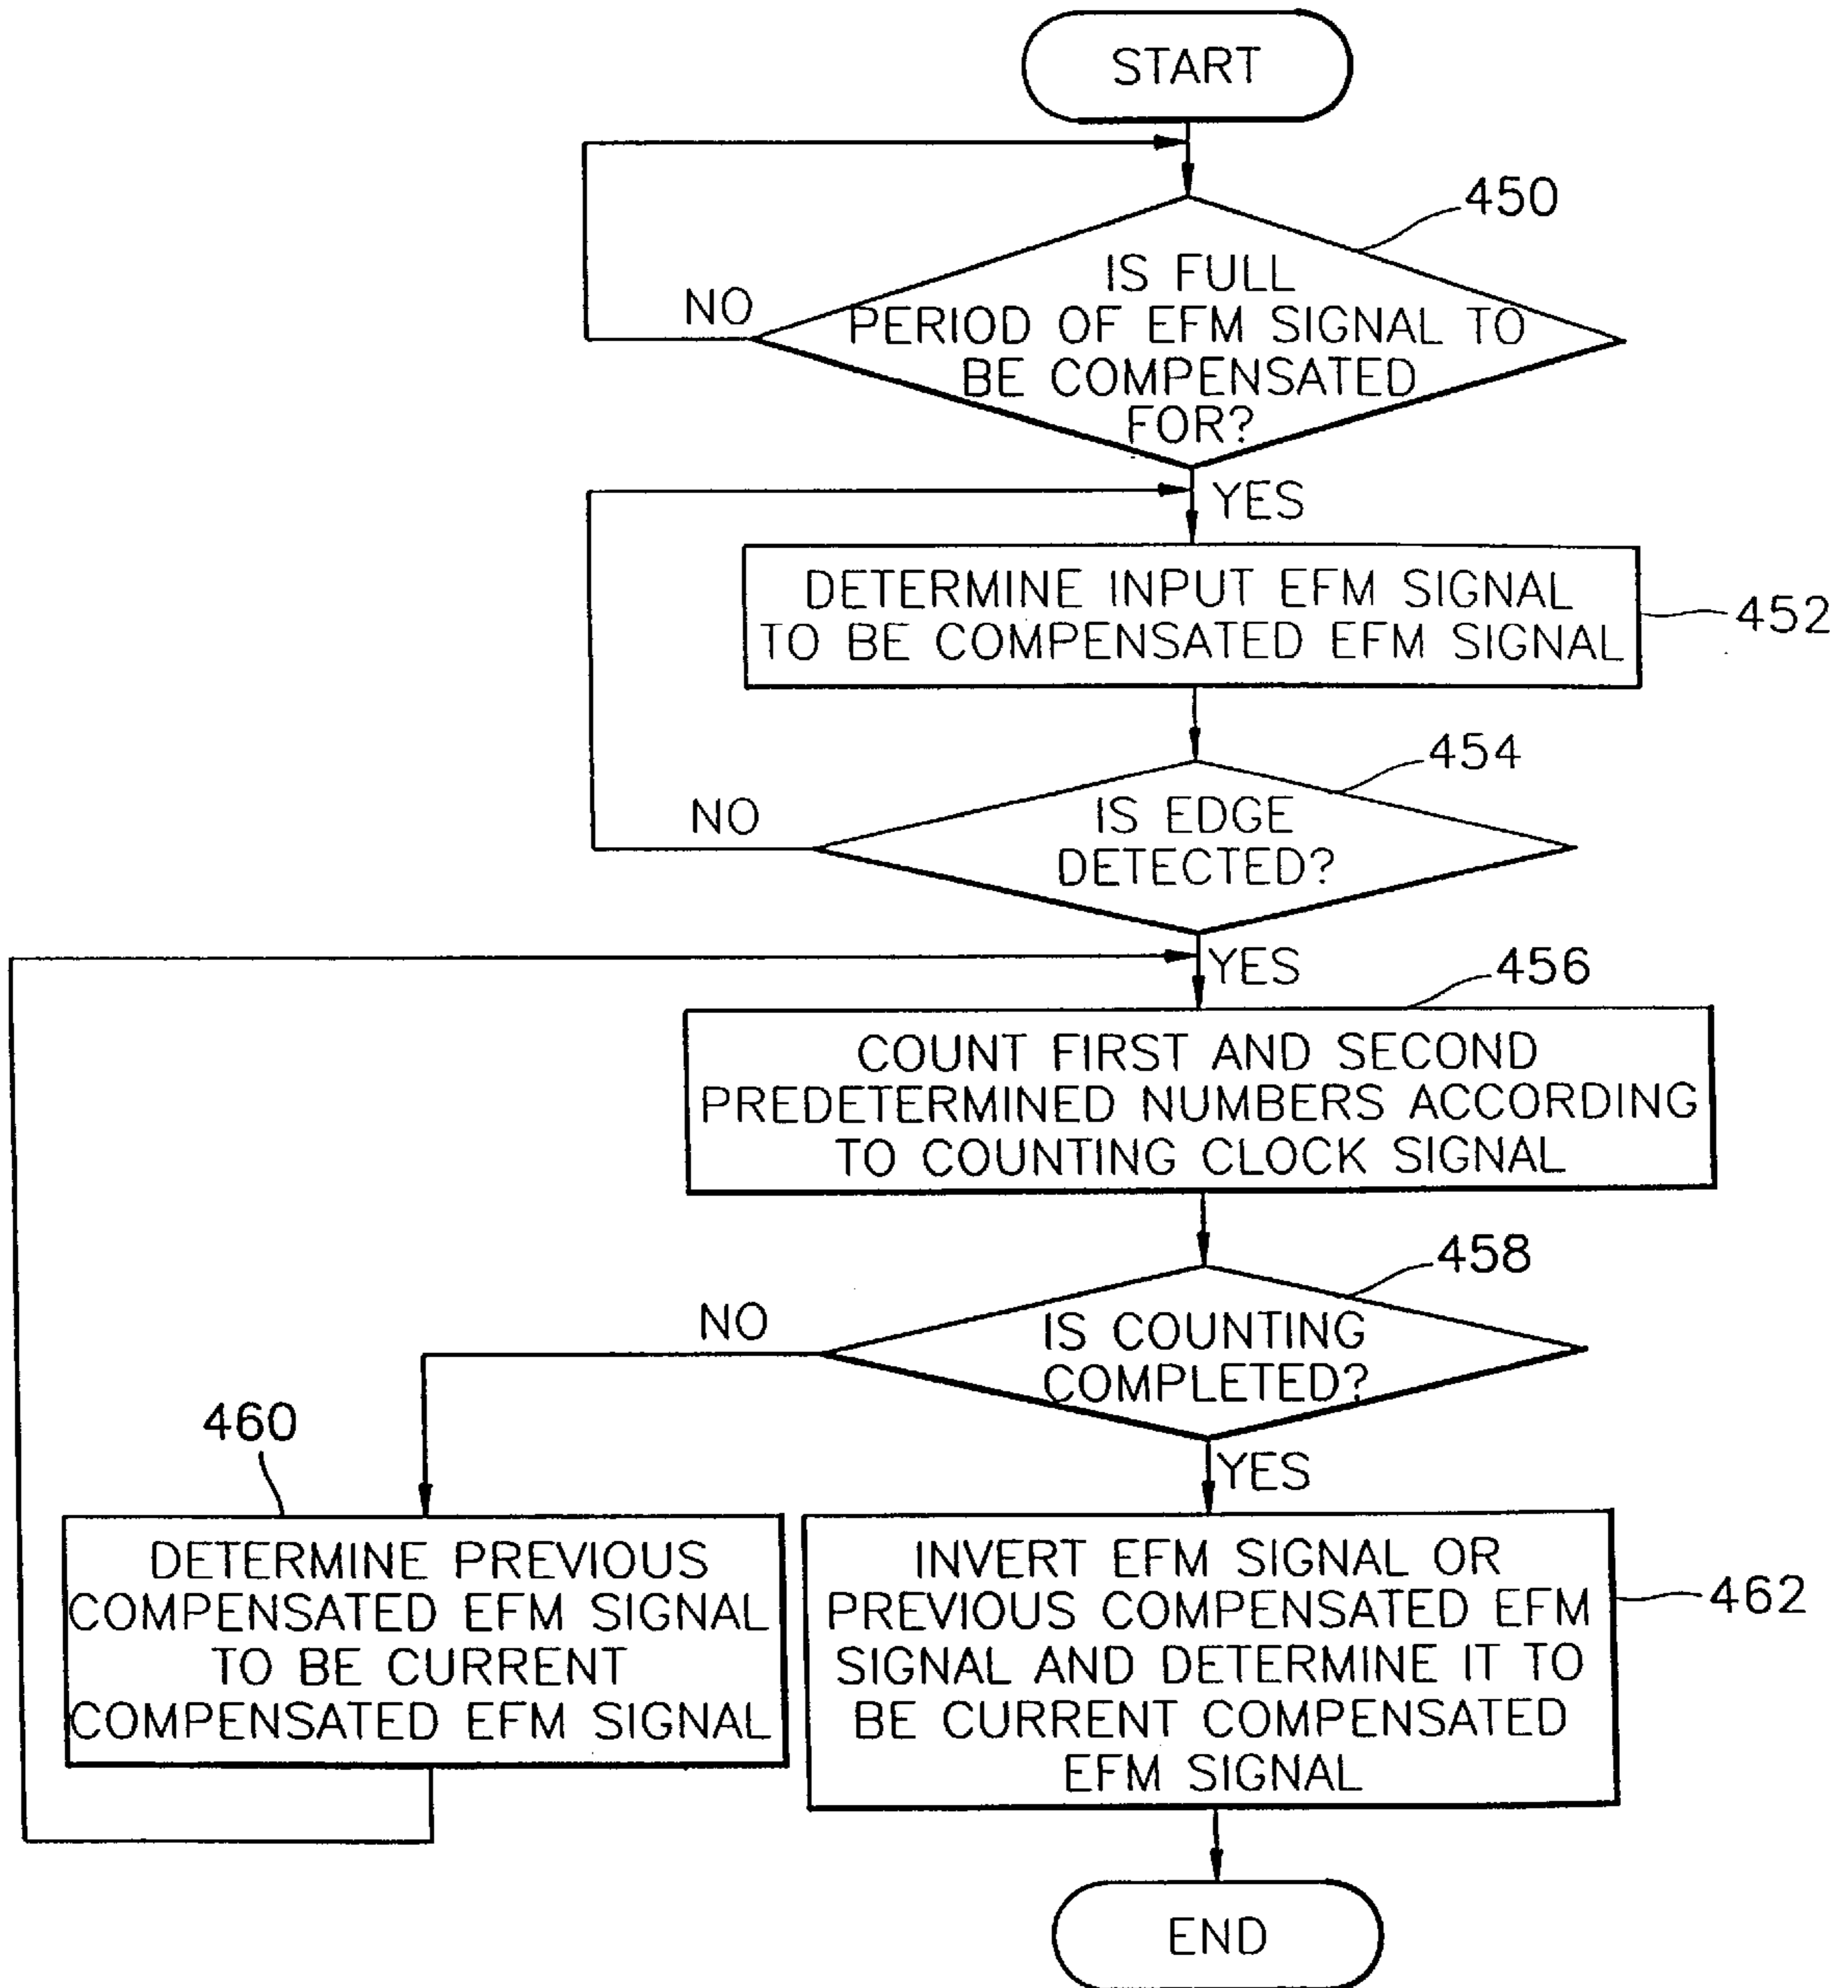 START
450
IS FULL
PERIOD OF EFM SIGNAL TO
BE COMPENSATED
FOR?
NO
YES
DETERMINE INPUT EFM SIGNAL
TO BE COMPENSATED EFM SIGNAL
452
454
IS EDGE
DETECTED?
NO
YES
456
COUNT FIRST AND SECOND
PREDETERMINED NUMBERS ACCORDING
TO COUNTING CLOCK SIGNAL
458
IS COUNTING
COMPLETED?
NO
YES
460
DETERMINE PREVIOUS
COMPENSATED EFM SIGNAL
TO BE CURRENT
COMPENSATED EFM SIGNAL
INVERT EFM SIGNAL OR
PREVIOUS COMPENSATED EFM
SIGNAL AND DETERMINE IT TO
BE CURRENT COMPENSATED
EFM SIGNAL
462
END